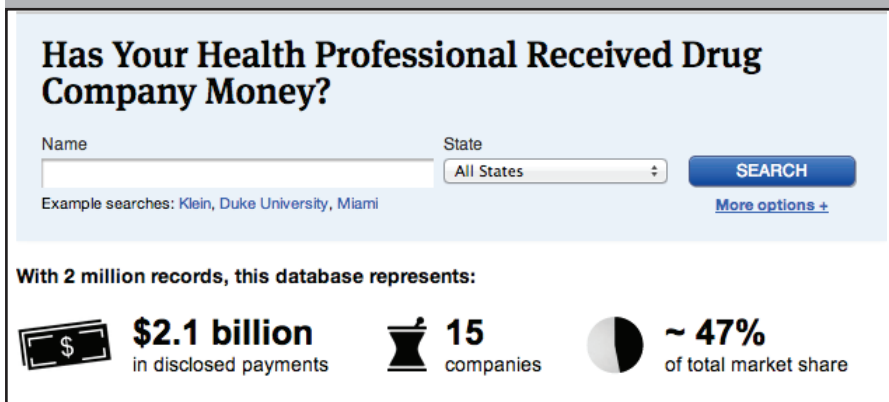 Has Your Health Professional Received Drug
Company Money?
Name
State
All States
SEARCH
Example searches: Klein, Duke University, Miami
More options +
With 2 million records, this database represents:
$
$2.1 billion
in disclosed payments
15
companies
~ 47%
of total market share